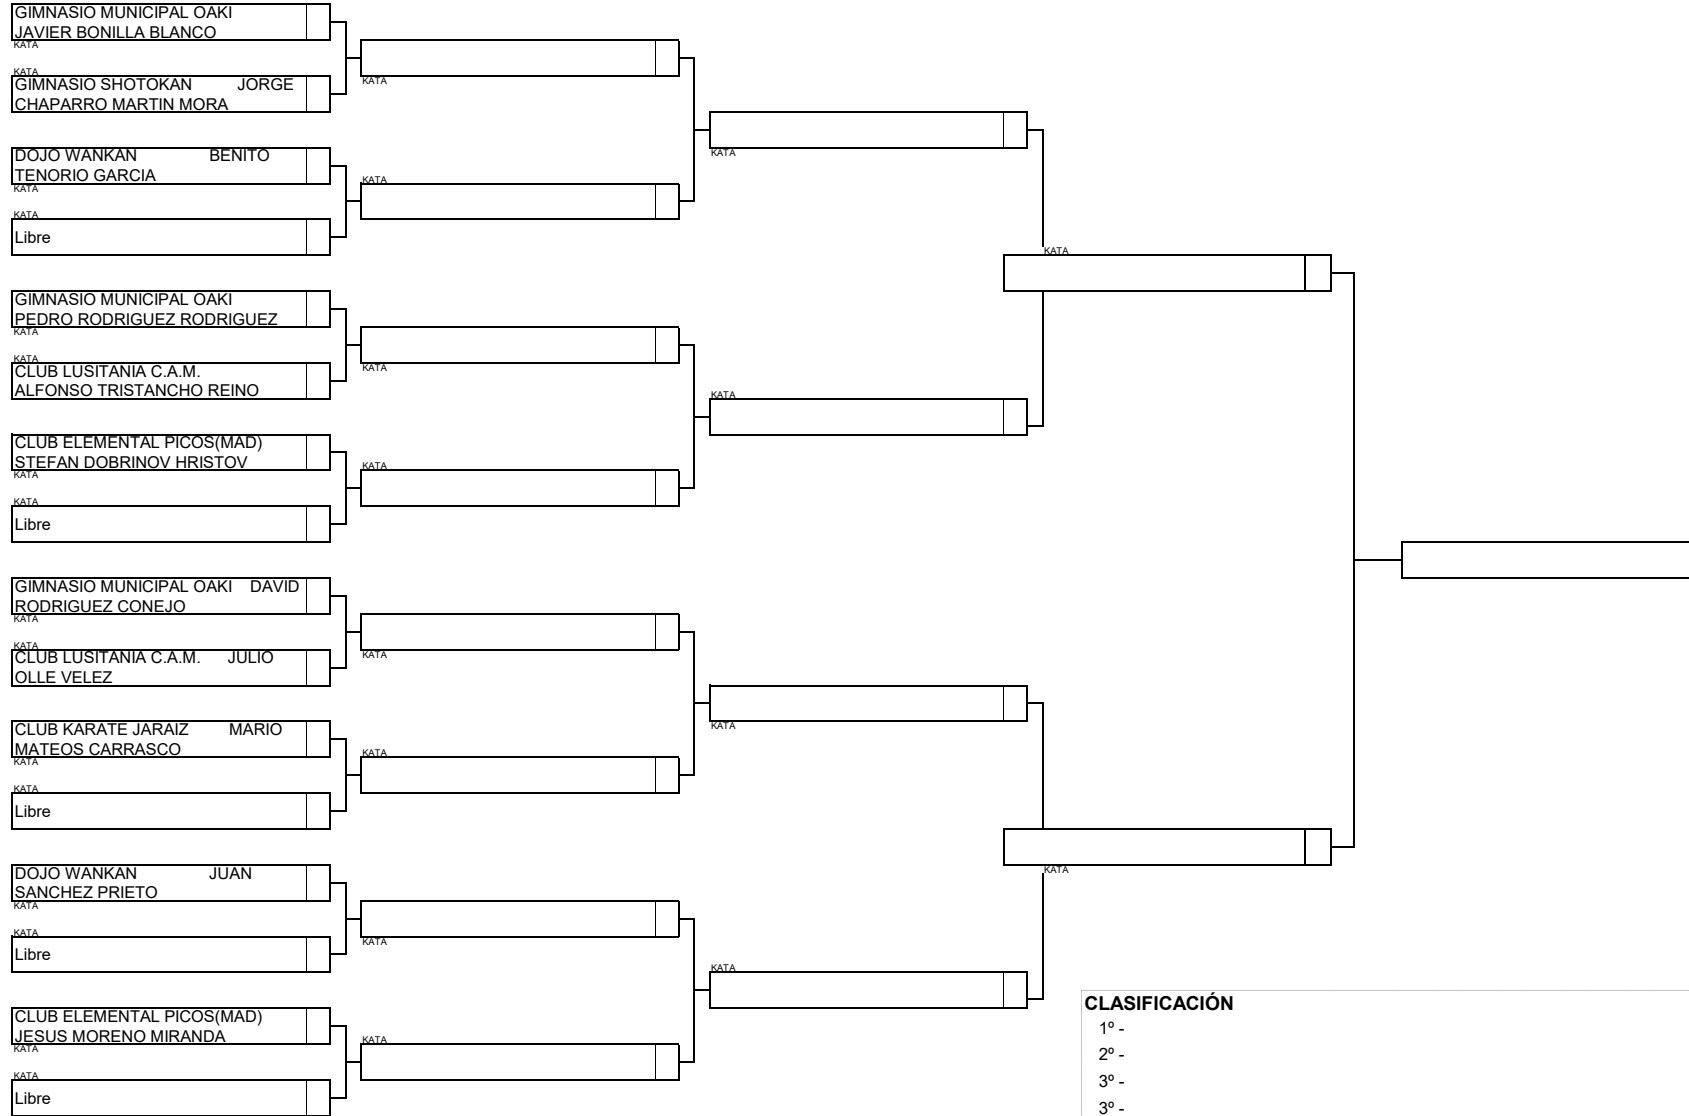 GIMNASIO MUNICIPAL OAKI
JAVIER BONILLA BLANCO
KATA
KATA
GIMNASIO SHOTOKAN JORGE
CHAPARRO MARTIN MORA
DOJO WANKAN BENITO
TENORIO GARCIA
KATA
KATA
Libre
GIMNASIO MUNICIPAL OAKI
PEDRO RODRIGUEZ RODRIGUEZ
KATA
KATA
CLUB LUSITANIA C.A.M.
ALFONSO TRISTANCHO REINO
CLUB ELEMENTAL PICOS(MAD)
STEFAN DOBRINOV HRISTOV
KATA
KATA
Libre
GIMNASIO MUNICIPAL OAKI DAVID
RODRIGUEZ CONEJO
KATA
KATA
CLUB LUSITANIA C.A.M. JULIO
OLLE VELEZ
CLUB KARATE JARAIZ MARIO
MATEOS CARRASCO
KATA
KATA
Libre
DOJO WANKAN JUAN
SANCHEZ PRIETO
KATA
KATA
Libre
CLUB ELEMENTAL PICOS(MAD)
JESUS MORENO MIRANDA
KATA
KATA
Libre
KATA
KATA
KATA
KATA
KATA
KATA
KATA
KATA
KATA
KATA
KATA
KATA
KATA
KATA
CLASIFICACIÓN
1º -
2º -
3º -
3º -